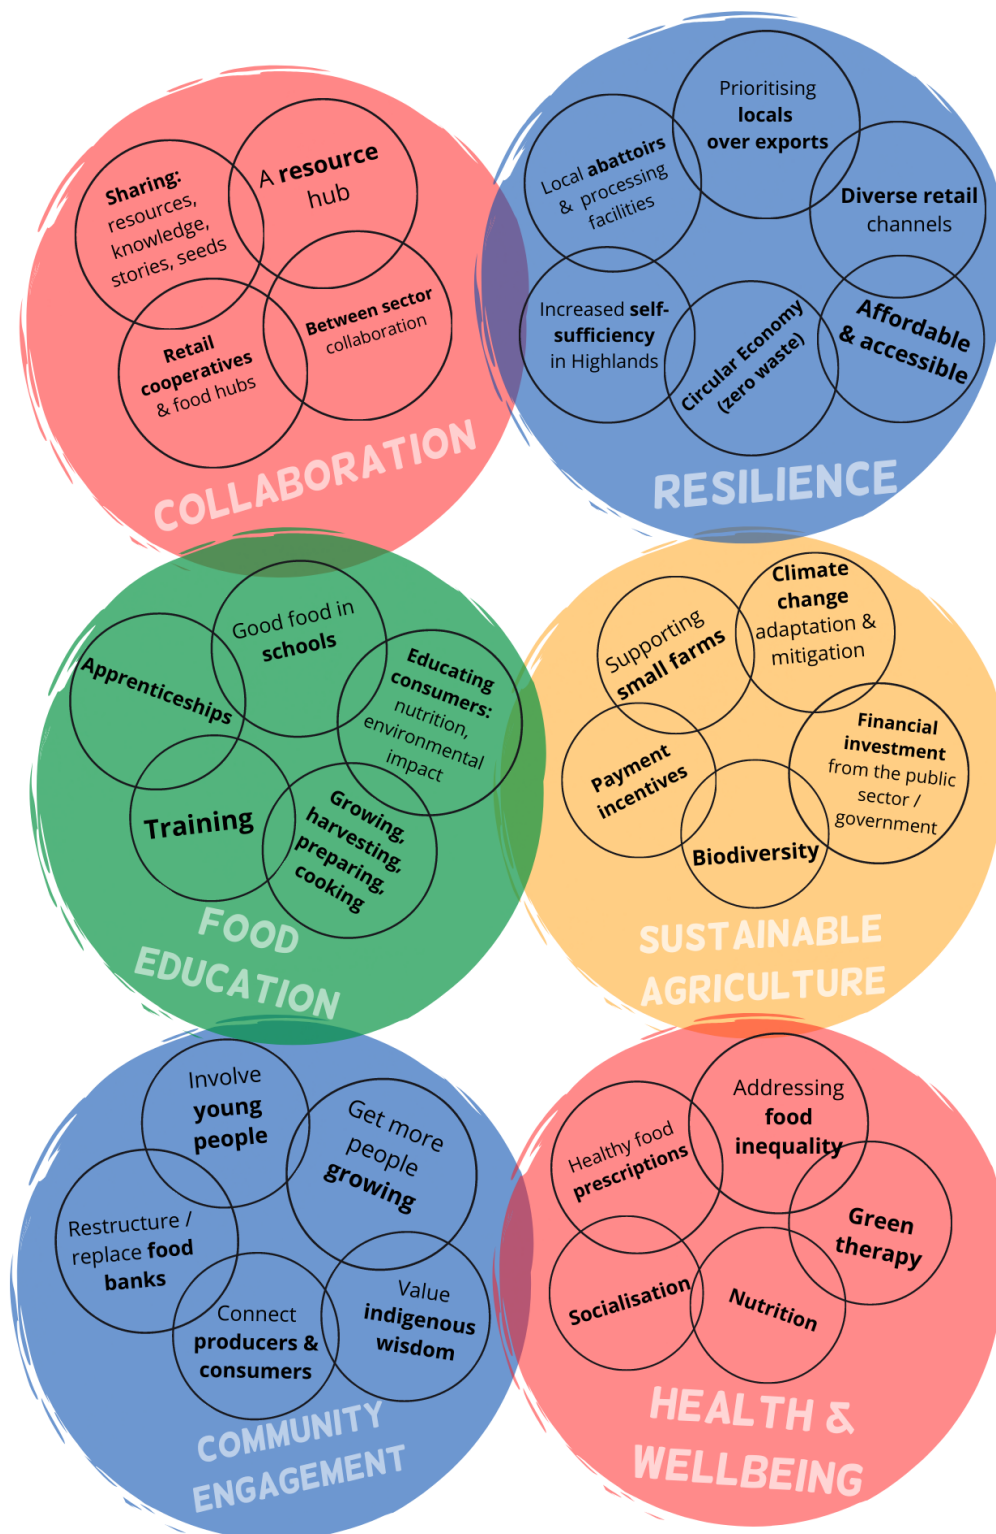 Sharing:
resources,
knowledge,
stories, seeds
A resource
hub
Retail
cooperatives
& food hubs
Between sector
collaboration
COLLABORATION
Prioritising
locals
over exports
Local abattoirs
& processing
facilities
Diverse retail
channels
Increased self-
sufficiency
in Highlands
Circular Economy
(zero waste)
Affordable
& accessible
RESILIENCE
Good food in
schools
Apprenticeships
Educating
consumers:
nutrition,
environmental
impact
Training
Growing,
harvesting,
preparing,
cooking
FOOD
EDUCATION
Climate
change
adaptation &
mitigation
Supporting
small farms
Financial
investment
from the public
sector /
government
Payment
incentives
Biodiversity
SUSTAINABLE
AGRICULTURE
Involve
young
people
Get more
people
growing
Restructure /
replace food
banks
Connect
producers &
consumers
Value
indigenous
wisdom
COMMUNITY
ENGAGEMENT
Addressing
food
inequality
Healthy food
prescriptions
Green
therapy
Socialisation
Nutrition
HEALTH &
WELLBEING